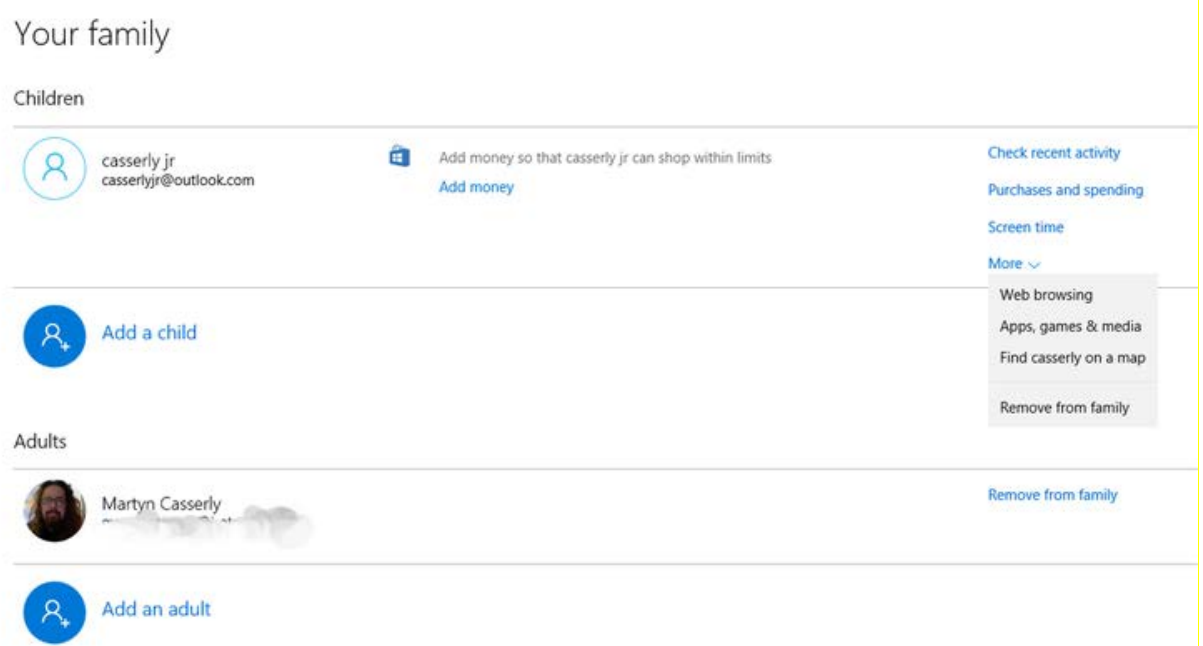 Your family
Children
casserly jr
casserlyjr@outlook.com
Add money so that casserly jr can shop within limits
Add money
Check recent activity
Purchases and spending
Screen time
More
Web browsing
Apps, games & media
Find casserly on a map
Remove from family
Add a child
Adults
Martyn Casserly
Remove from family
Add an adult